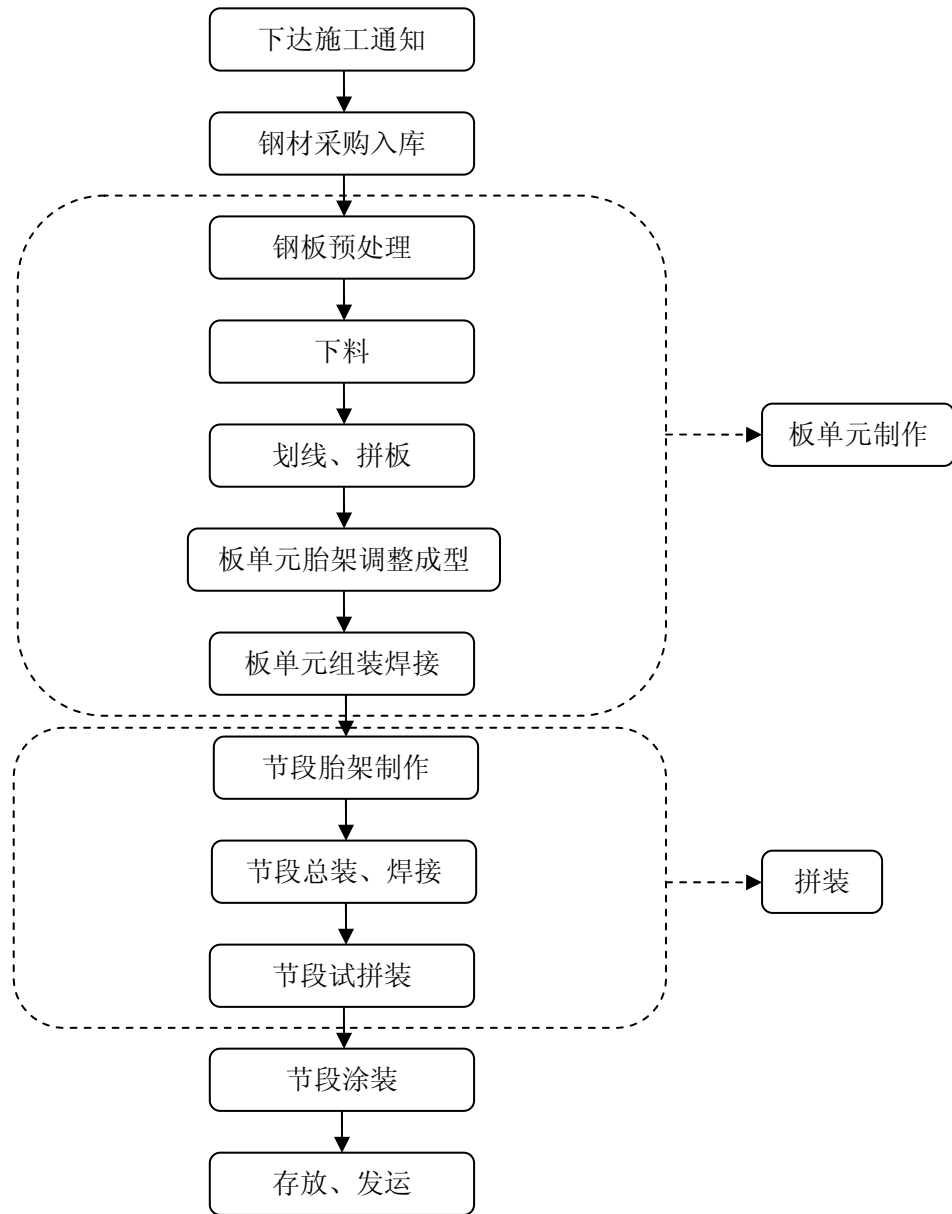 下达施工通知
钢材采购入库
钢板预处理
下料
划线、拼板
板单元制作
板单元胎架调整成型
板单元组装焊接
节段胎架制作
节段总装、焊接
拼装
节段试拼装
节段涂装
存放、发运